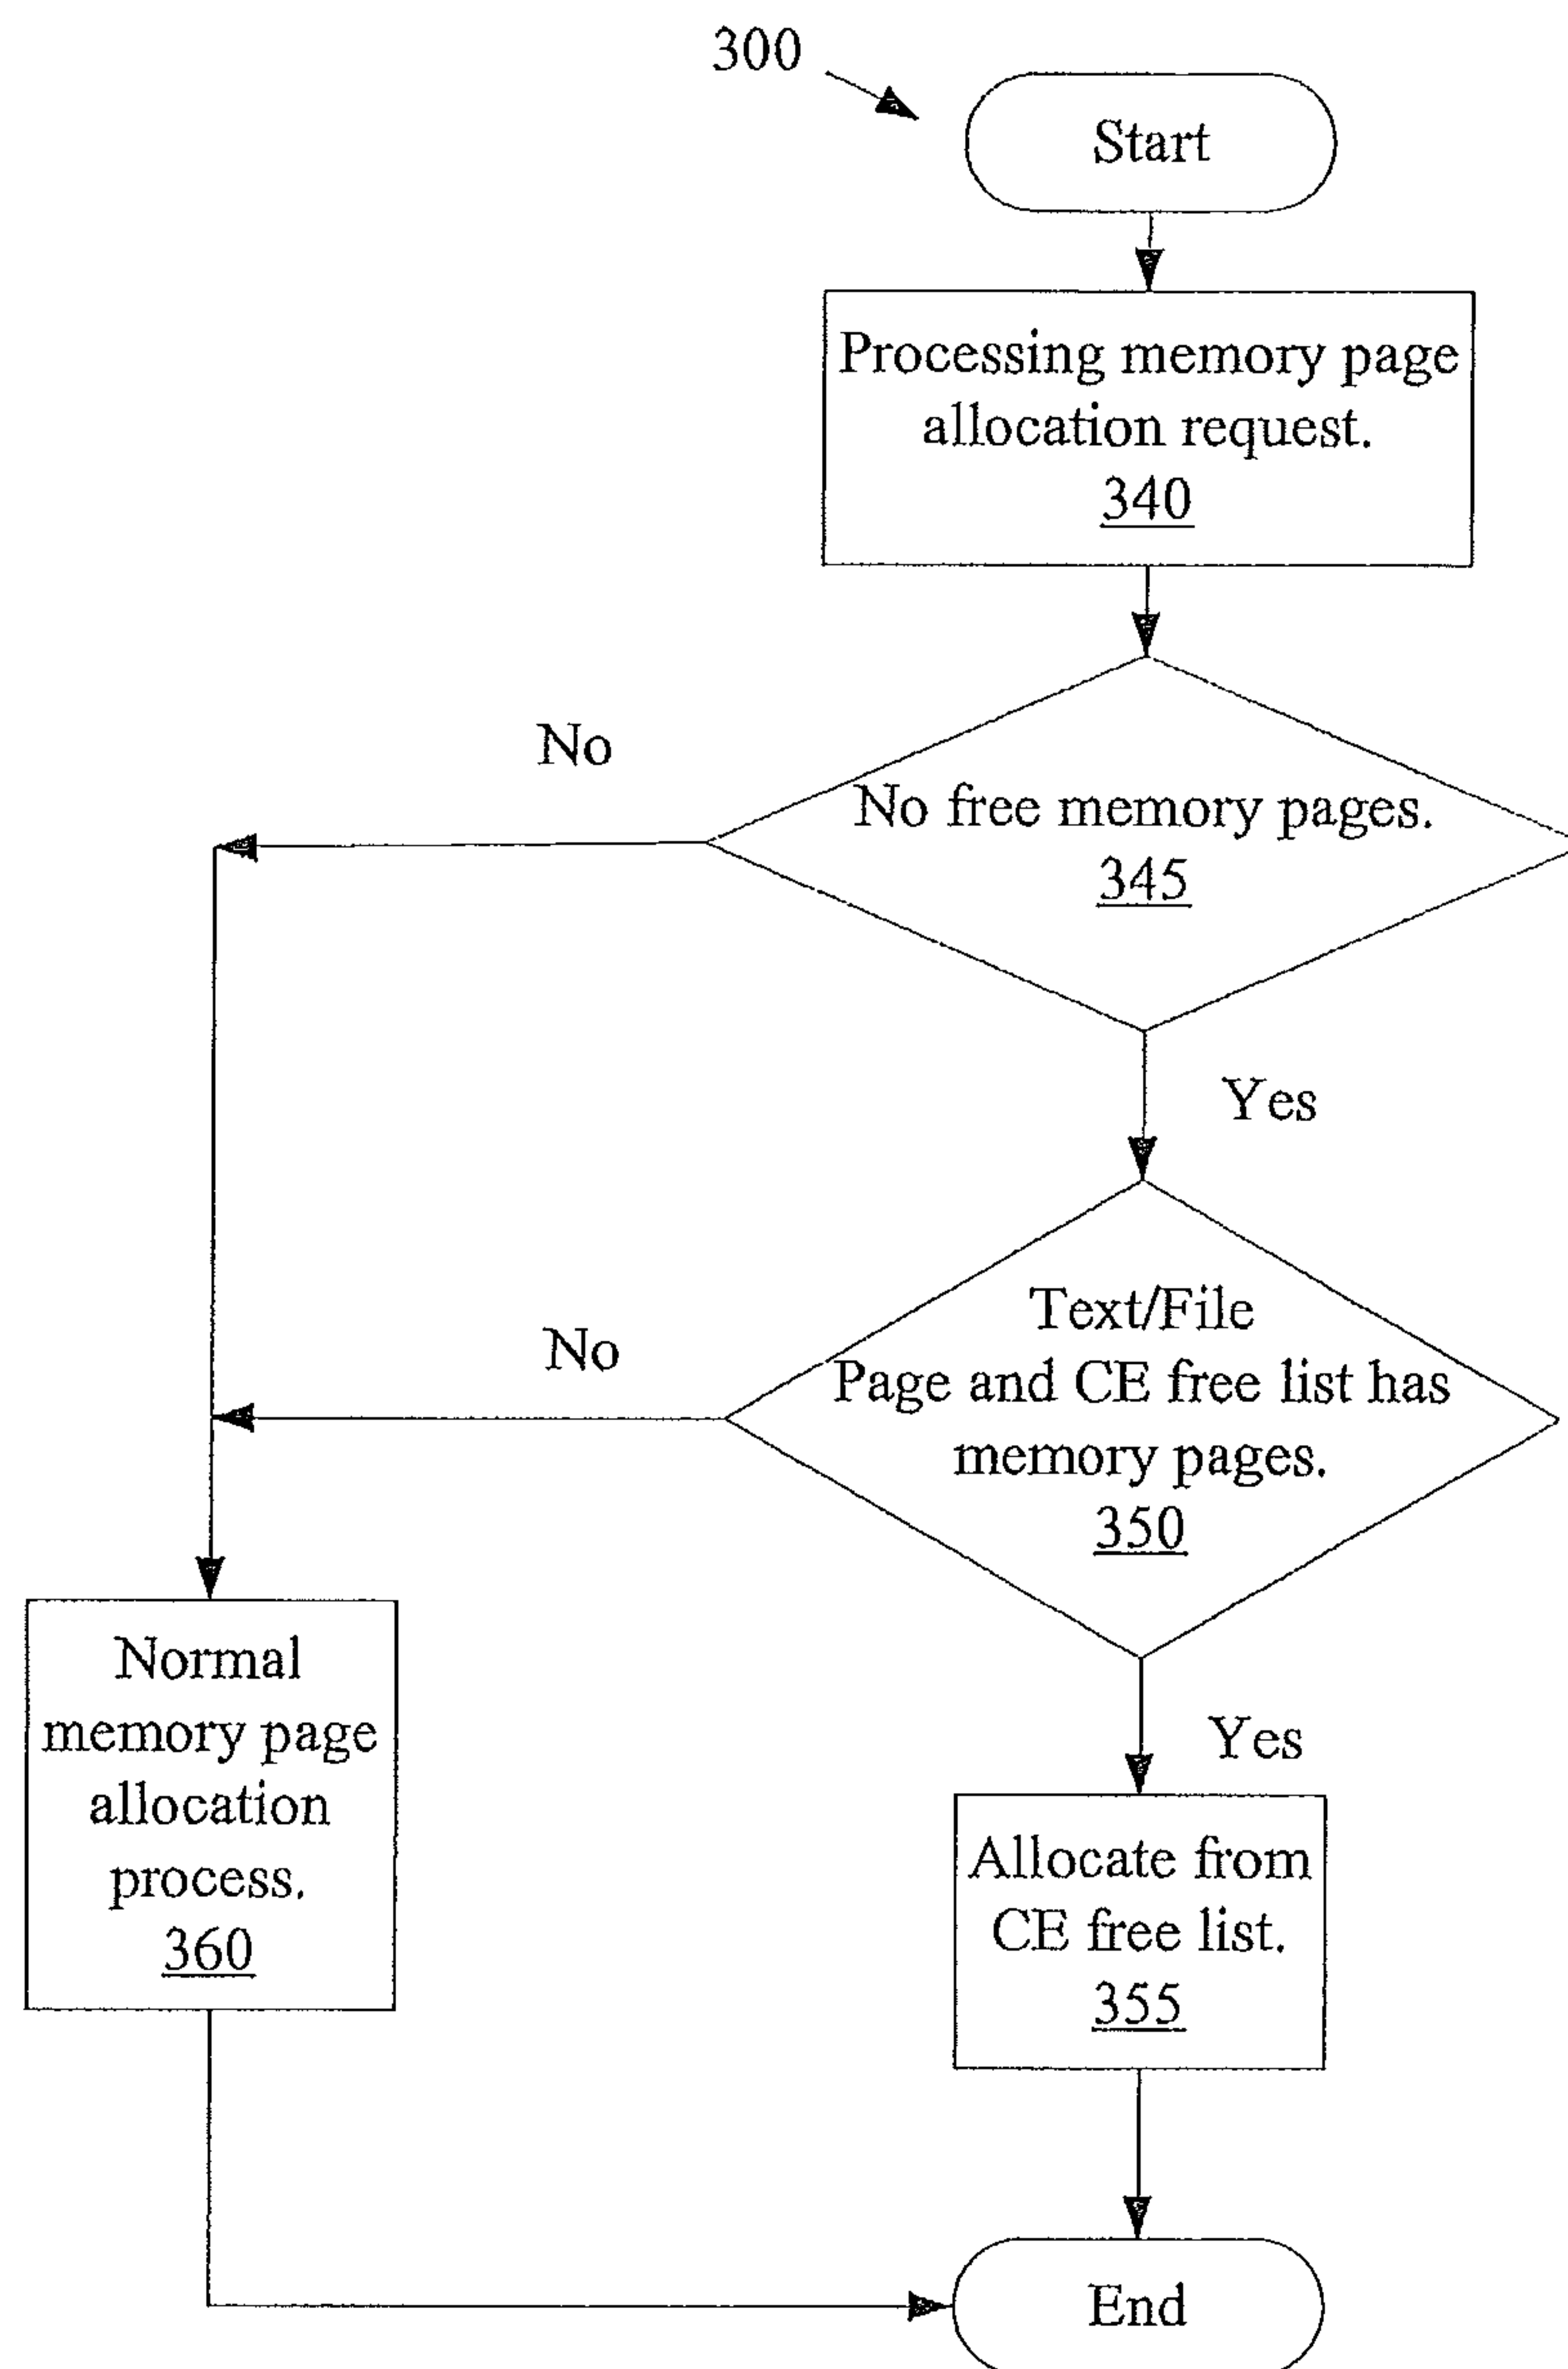 300
Start
Processing memory page
allocation request.
340
No
No free memory pages.
345
Yes
Text/File
Page and CE free list has
memory pages.
350
No
Yes
Normal
memory page
allocation
process.
360
Allocate from
CE free list.
355
End